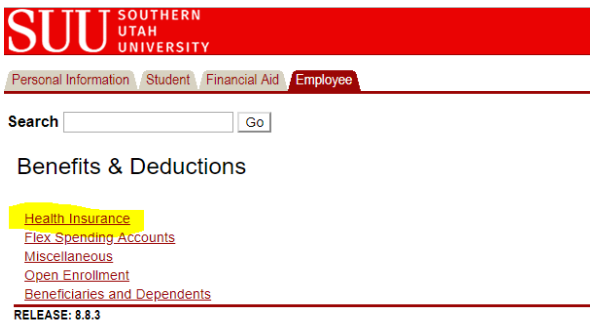 SUU SOUTHERN
UTAH
UNIVERSITY
Personal Information Student Financial Aid Employee
Search Go
Benefits & Deductions
Health Insurance
Flex Spending Accounts
Miscellaneous
Open Enrollment
Beneficiaries and Dependents
RELEASE: 8.8.3